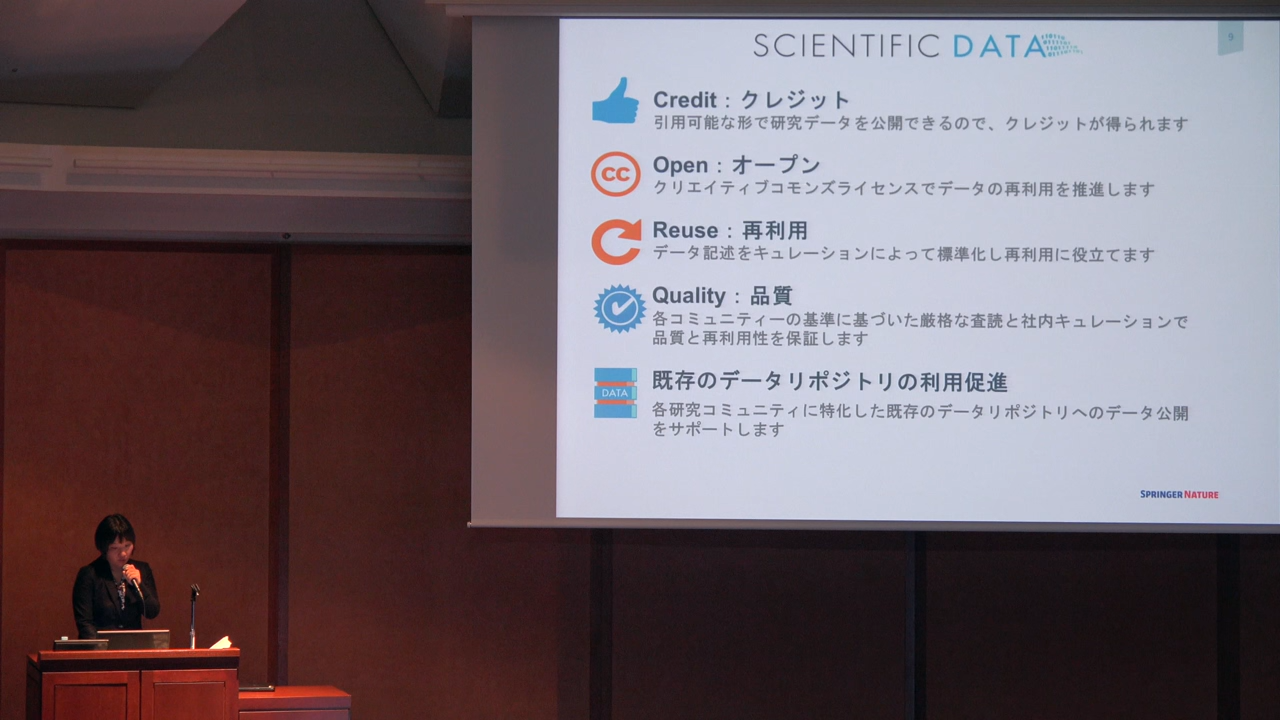 SCIENTIFIC DATA
9
Credit：クレジット
引用可能な形で研究データを公開できるので、クレジットが得られます
CC
Open：オープン
クリエイティブコモンズライセンスでデータの再利用を推進します
Reuse：再利用
データ記述をキュレーションによって標準化し再利用に役立てます
Quality：品質
各コミュニティーの基準に基づいた厳格な査読と社内キュレーションで
品質と再利用性を保証します
DATA
既存のデータリポジトリの利用促進
各研究コミュニティに特化した既存のデータリポジトリへのデータ公開
をサポートします
SPRINGER NATURE